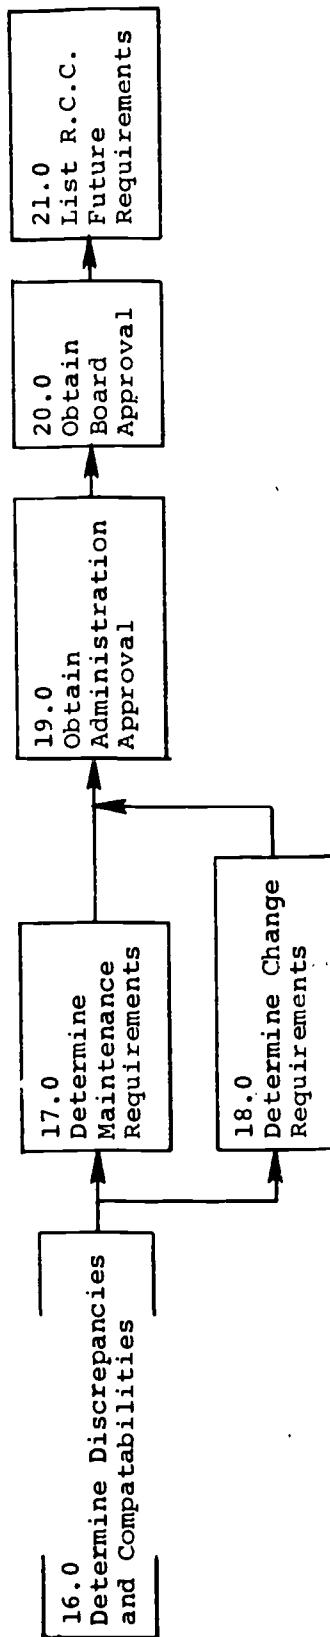 16.0
Determine Discrepancies
and Compatabilities
17.0
Determine
Maintenance
Requirements
18.0
Determine Change
Requirements
19.0
Obtain
Administration
Approval
20.0
Obtain
Board
Approval
21.0
List R.C.C.
Future
Requirements